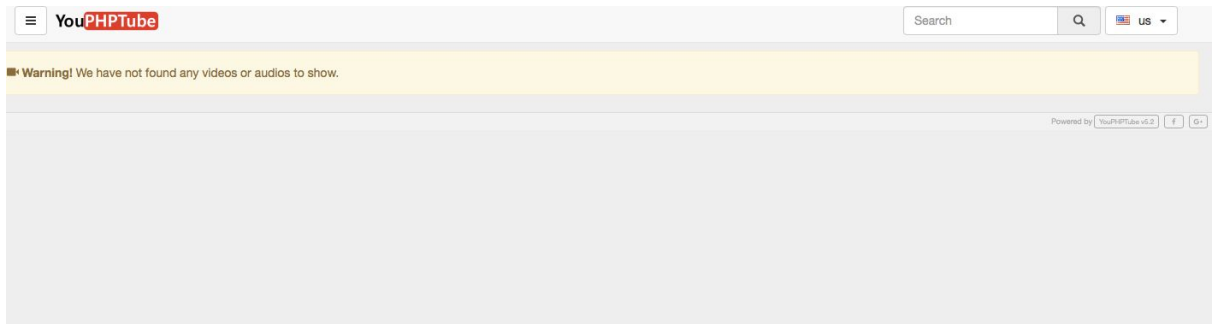 YouPHPTube
Search
us
Warning! We have not found any videos or audios to show.
Powered by YouPHPTube v5.2 f G+